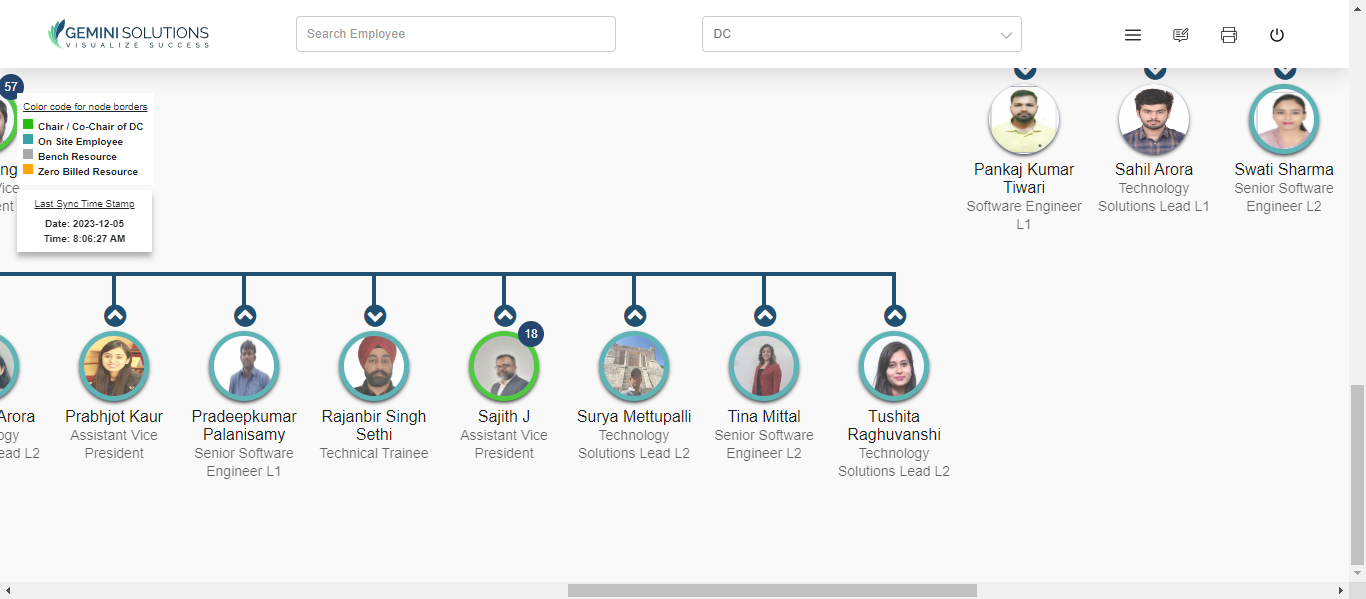 GEMINI SOLUTIONS
VISUALIZE SUCCESS
Search Employee
DC
57
Color code for node borders
Chair / Co-Chair of DC
On Site Employee
Bench Resource
Zero Billed Resource
ng
Vice
ent
Last Sync Time Stamp
Date: 2023-12-05
Time: 8:06:27 AM
Pankaj Kumar
Tiwari
Software Engineer
L1
Sahil Arora
Technology
Solutions Lead L1
Swati Sharma
Senior Software
Engineer L2
Arora
ogy
ead L2
Prabhjot Kaur
Assistant Vice
President
Pradeepkumar
Palanisamy
Senior Software
Engineer L1
Rajanbir Singh
Sethi
Technical Trainee
18
Sajith J
Assistant Vice
President
Surya Mettupalli
Technology
Solutions Lead L2
Tina Mittal
Senior Software
Engineer L2
Tushita
Raghuvanshi
Technology
Solutions Lead L2